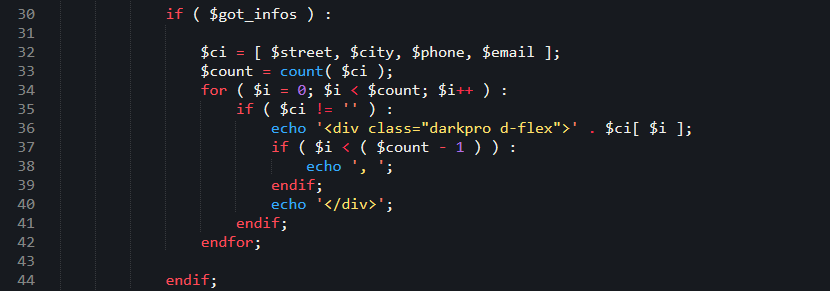 30 if ( $got_infos ) :
31
32 $ci = [ $street, $city, $phone, $email ];
33 $count = count( $ci );
34 for ( $i = 0; $i < $count; $i++ ) :
35 if ( $ci != '' ) :
36 echo '<div class="darkpro d-flex">' . $ci[ $i ];
37 if ( $i < ( $count - 1 ) ) :
38 echo ', ';
39 endif;
40 echo '</div>';
41 endif;
42 endfor;
43
44 endif;